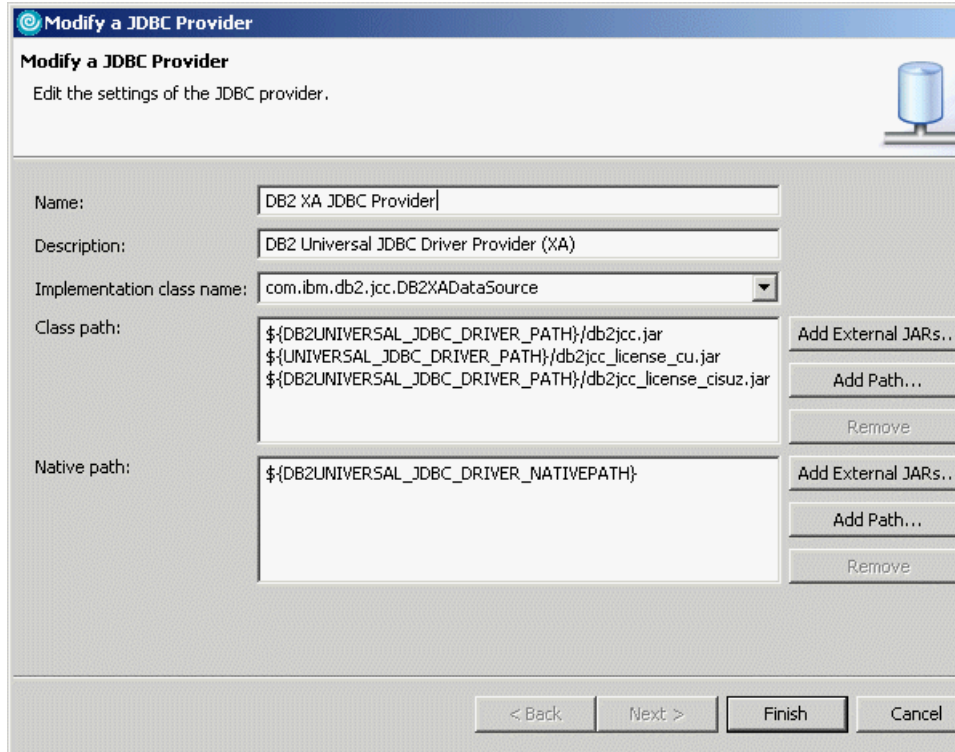 Modify a JDBC Provider
Modify a JDBC Provider
Edit the settings of the JDBC provider.
Name:
DB2 XA JDBC Provider
Description:
DB2 Universal JDBC Driver Provider (XA)
Implementation class name:
com.ibm.db2.jcc.DB2XADataSource
Class path:
${DB2UNIVERSAL_JDBC_DRIVER_PATH}/db2jcc.jar
${UNIVERSAL_JDBC_DRIVER_PATH}/db2jcc_license_cu.jar
${DB2UNIVERSAL_JDBC_DRIVER_PATH}/db2jcc_license_cisuz.jar
Add External JARs..
Add Path...
Remove
Native path:
${DB2UNIVERSAL_JDBC_DRIVER_NATIVEPATH}
Add External JARs..
Add Path...
Remove
< Back
Next >
Finish
Cancel